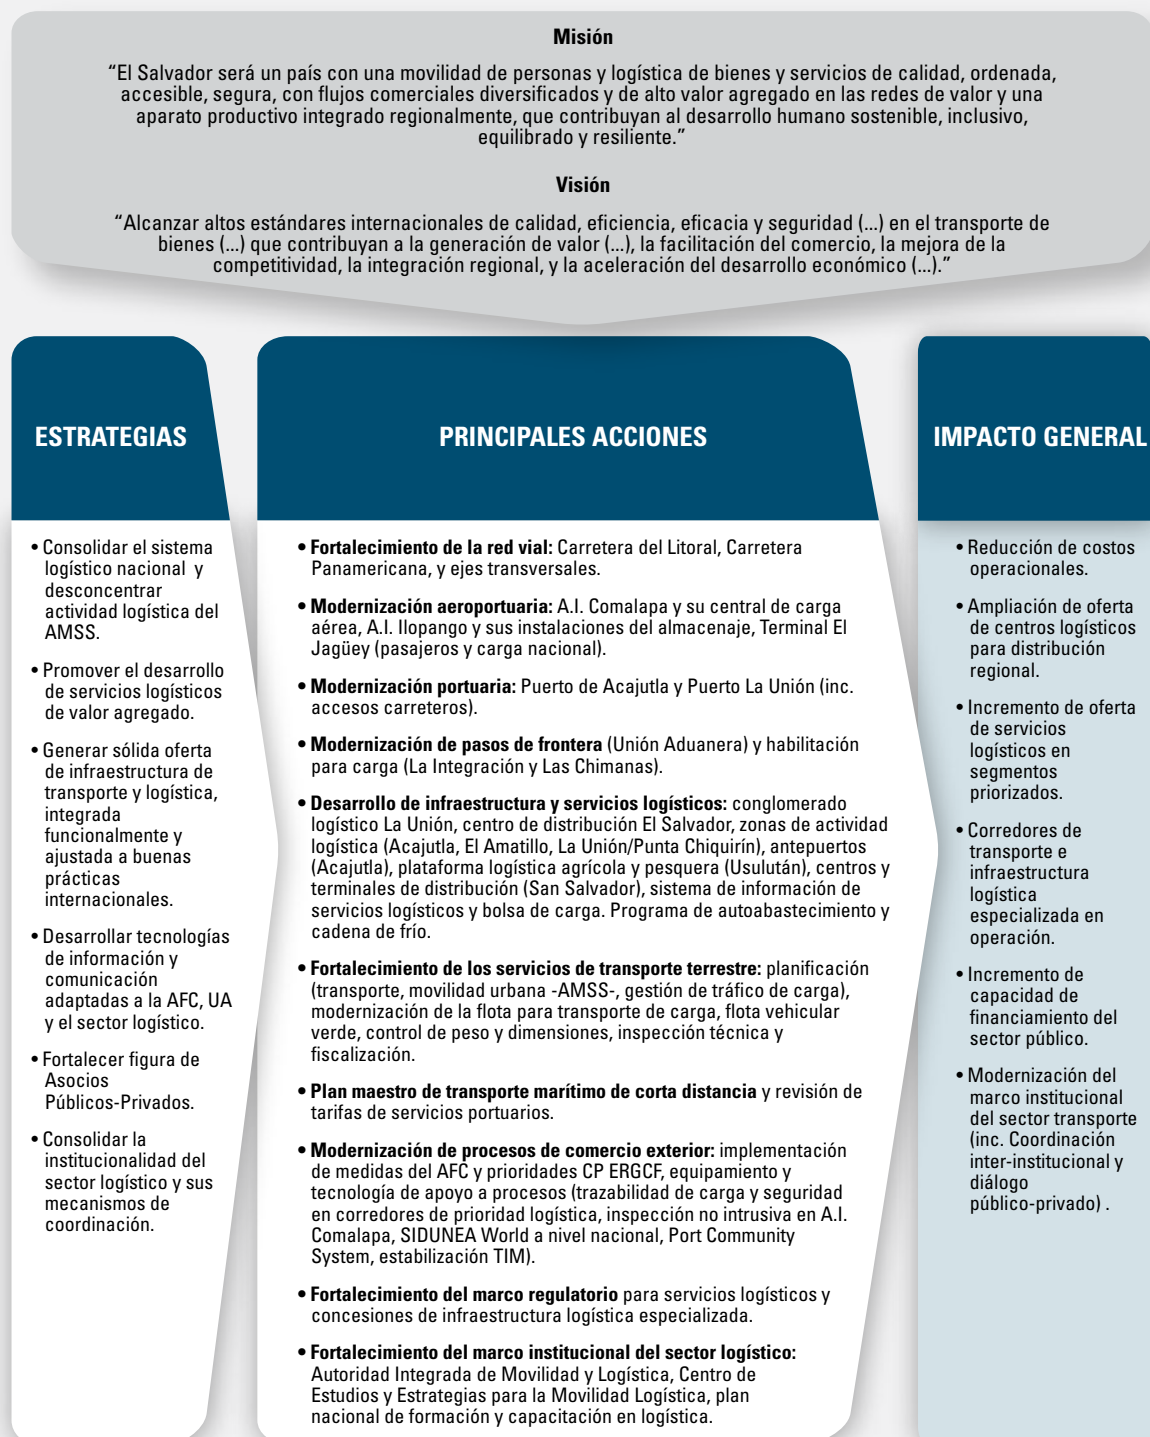 Misión
“El Salvador será un país con una movilidad de personas y logística de bienes y servicios de calidad, ordenada,
accesible, segura, con flujos comerciales diversificados y de alto valor agregado en las redes de valor y una
aparato productivo integrado regionalmente, que contribuyan al desarrollo humano sostenible, inclusivo,
equilibrado y resiliente.”
Visión
“Alcanzar altos estándares internacionales de calidad, eficiencia, eficacia y seguridad (...) en el transporte de
bienes (...) que contribuyan a la generación de valor (...), la facilitación del comercio, la mejora de la
competitividad, la integración regional, y la aceleración del desarrollo económico (...).”
ESTRATEGIAS
• Consolidar el sistema
logístico nacional y
desconcentrar
actividad logística del
AMSS.
• Promover el desarrollo
de servicios logísticos
de valor agregado.
• Generar sólida oferta
de infraestructura de
transporte y logística,
integrada
funcionalmente y
ajustada a buenas
prácticas
internacionales.
• Desarrollar tecnologías
de información y
comunicación
adaptadas a la AFC, UA
y el sector logístico.
• Fortalecer figura de
Asocios
Públicos-Privados.
• Consolidar la
institucionalidad del
sector logístico y sus
mecanismos de
coordinación.
PRINCIPALES ACCIONES
• Fortalecimiento de la red vial: Carretera del Litoral, Carretera
Panamericana, y ejes transversales.
• Modernización aeroportuaria: A.I. Comalapa y su central de carga
aérea, A.I. Ilopango y sus instalaciones del almacenaje, Terminal El
Jagüey (pasajeros y carga nacional).
• Modernización portuaria: Puerto de Acajutla y Puerto La Unión (inc.
accesos carreteros).
• Modernización de pasos de frontera (Unión Aduanera) y habilitación
para carga (La Integración y Las Chimanas).
• Desarrollo de infraestructura y servicios logísticos: conglomerado
logístico La Unión, centro de distribución El Salvador, zonas de actividad
logística (Acajutla, El Amatillo, La Unión/Punta Chiquirín), antepuertos
(Acajutla), plataforma logística agrícola y pesquera (Usulután), centros y
terminales de distribución (San Salvador), sistema de información de
servicios logísticos y bolsa de carga. Programa de autoabastecimiento y
cadena de frío.
• Fortalecimiento de los servicios de transporte terrestre: planificación
(transporte, movilidad urbana -AMSS-, gestión de tráfico de carga),
modernización de la flota para transporte de carga, flota vehicular
verde, control de peso y dimensiones, inspección técnica y
fiscalización.
• Plan maestro de transporte marítimo de corta distancia y revisión de
tarifas de servicios portuarios.
• Modernización de procesos de comercio exterior: implementación
de medidas del AFC y prioridades CP ERGCF, equipamiento y
tecnología de apoyo a procesos (trazabilidad de carga y seguridad
en corredores de prioridad logística, inspección no intrusiva en A.I.
Comalapa, SIDUNEA World a nivel nacional, Port Community
System, estabilización TIM).
• Fortalecimiento del marco regulatorio para servicios logísticos y
concesiones de infraestructura logística especializada.
• Fortalecimiento del marco institucional del sector logístico:
Autoridad Integrada de Movilidad y Logística, Centro de
Estudios y Estrategias para la Movilidad Logística, plan
nacional de formación y capacitación en logística.
IMPACTO GENERAL
• Reducción de costos
operacionales.
• Ampliación de oferta
de centros logísticos
para distribución
regional.
• Incremento de oferta
de servicios
logísticos en
segmentos
priorizados.
• Corredores de
transporte e
infraestructura
logística
especializada en
operación.
• Incremento de
capacidad de
financiamiento del
sector público.
• Modernización del
marco institucional
del sector transporte
(inc. Coordinación
inter-institucional y
diálogo
público-privado) .